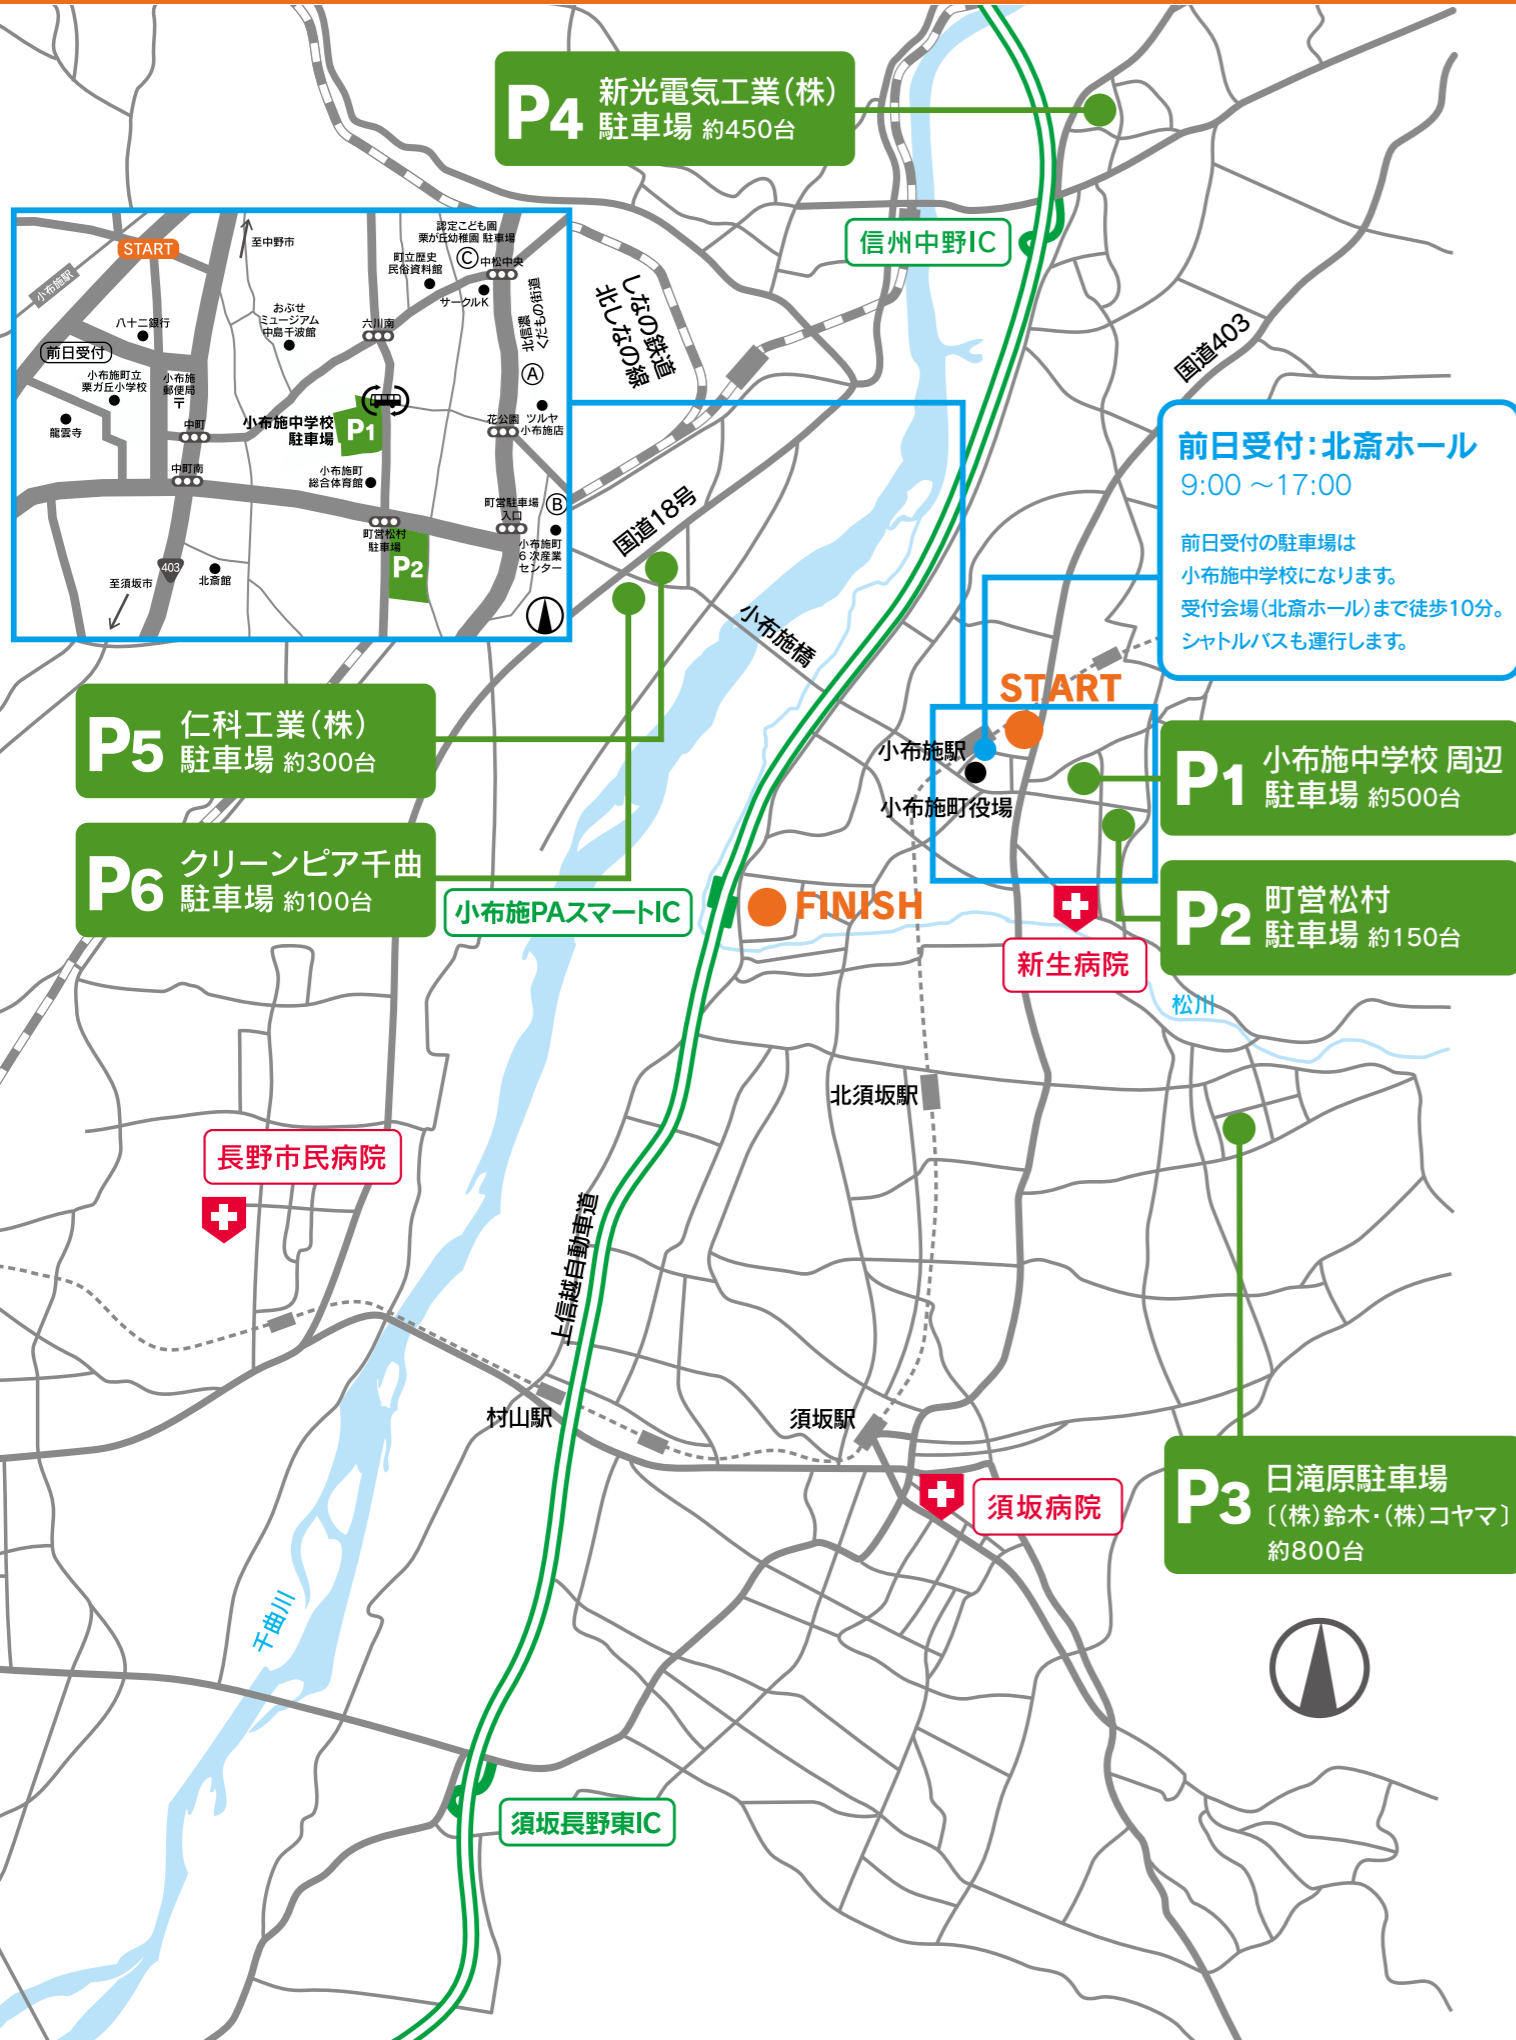 P4 新光電気工業(株)
駐車場 約450台
信州中野IC
国道403
しなの鉄道
北しなの線
国道18号
START
小布施駅
至中野市
八十二銀行
前日受付
小布施町立
栗ガ丘小学校
龍雲寺
小布施
郵便局
〒
中町
中町南
おぶせ
ミュージアム
中島千波館
六川南
町立歴史
民俗資料館
認定こども園
栗が丘幼稚園 駐車場
Ⓒ
中松中央
サークルK
北信濃
くだもの街道
Ⓐ
小布施中学校
駐車場
P1
花公園
ツルヤ
小布施店
小布施町
総合体育館
町営駐車場
入口
Ⓑ
小布施町
6次産業
センター
町営松村
駐車場
P2
403
至須坂市
北斎館
前日受付:北斎ホール
9:00 ～17:00
前日受付の駐車場は
小布施中学校になります。
受付会場(北斎ホール)まで徒歩10分。
シャトルバスも運行します。
小布施橋
START
小布施駅
小布施町役場
P5 仁科工業(株)
駐車場 約300台
P6 クリーンピア千曲
駐車場 約100台
小布施PAスマートIC
FINISH
P1 小布施中学校 周辺
駐車場 約500台
P2 町営松村
駐車場 約150台
新生病院
松川
北須坂駅
長野市民病院
上信越自動車道
村山駅
須坂駅
須坂病院
P3 日滝原駐車場
〔(株)鈴木・(株)コヤマ〕
約800台
千曲川
須坂長野東IC